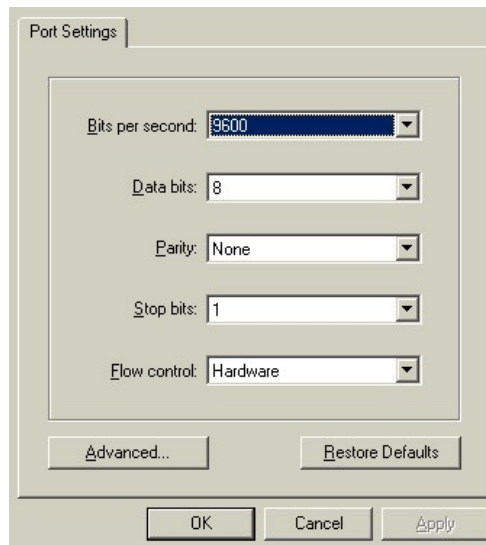 Port Settings
Bits per second: 9600
Data bits: 8
Parity: None
Stop bits: 1
Flow control: Hardware
Advanced... Restore Defaults
OK Cancel Apply